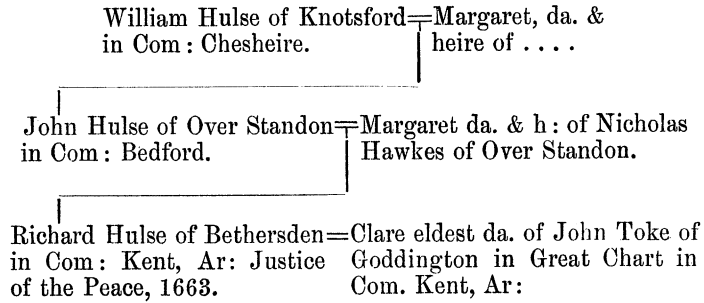 William Hulse of Knotsford=Margaret, da. &
in Com: Chesheire. heire of . . . .
John Hulse of Over Standon=Margaret da. & h: of Nicholas
in Com: Bedford. Hawkes of Over Standon.
Richard Hulse of Bethersden=Clare eldest da. of John Toke of
in Com: Kent, Ar: Justice Goddington in Great Chart in
of the Peace, 1663. Com. Kent, Ar: